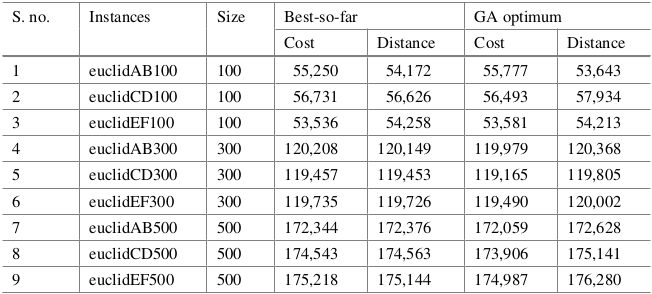 S. no. Instances Size Best-so-far GA optimum
Cost Distance Cost Distance
1 euclidAB100 100 55,250 54,172 55,777 53,643
2 euclidCD100 100 56,731 56,626 56,493 57,934
3 euclidEF100 100 53,536 54,258 53,581 54,213
4 euclidAB300 300 120,208 120,149 119,979 120,368
5 euclidCD300 300 119,457 119,453 119,165 119,805
6 euclidEF300 300 119,735 119,726 119,490 120,002
7 euclidAB500 500 172,344 172,376 172,059 172,628
8 euclidCD500 500 174,543 174,563 173,906 175,141
9 euclidEF500 500 175,218 175,144 174,987 176,280